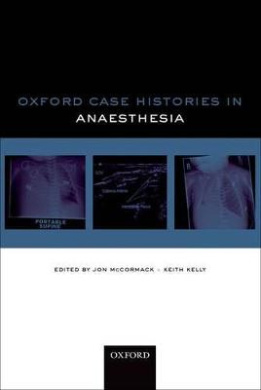 OXFORD CASE HISTORIES IN
ANAESTHESIA
PORTABLE
SUPINE
EDITED BY JON McCORMACK · KEITH KELLY
OXFORD